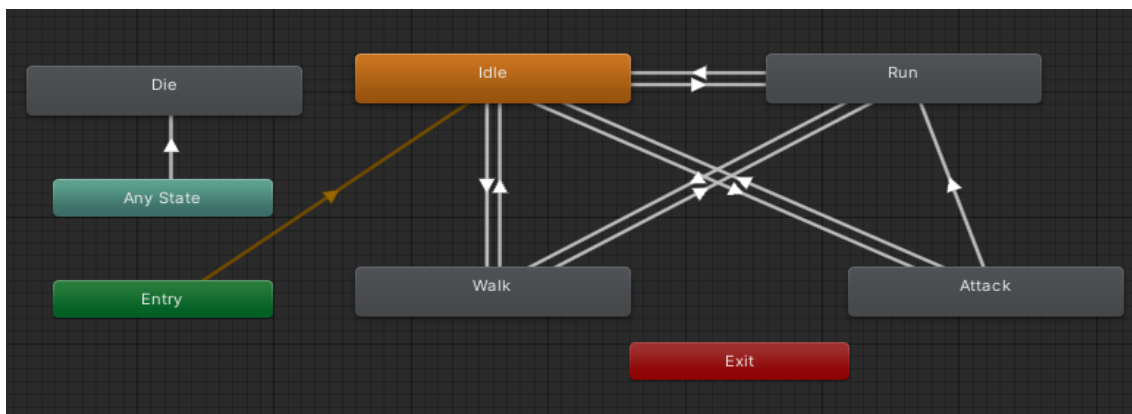 Idle
Run
Die
Any State
Entry
Walk
Attack
Exit